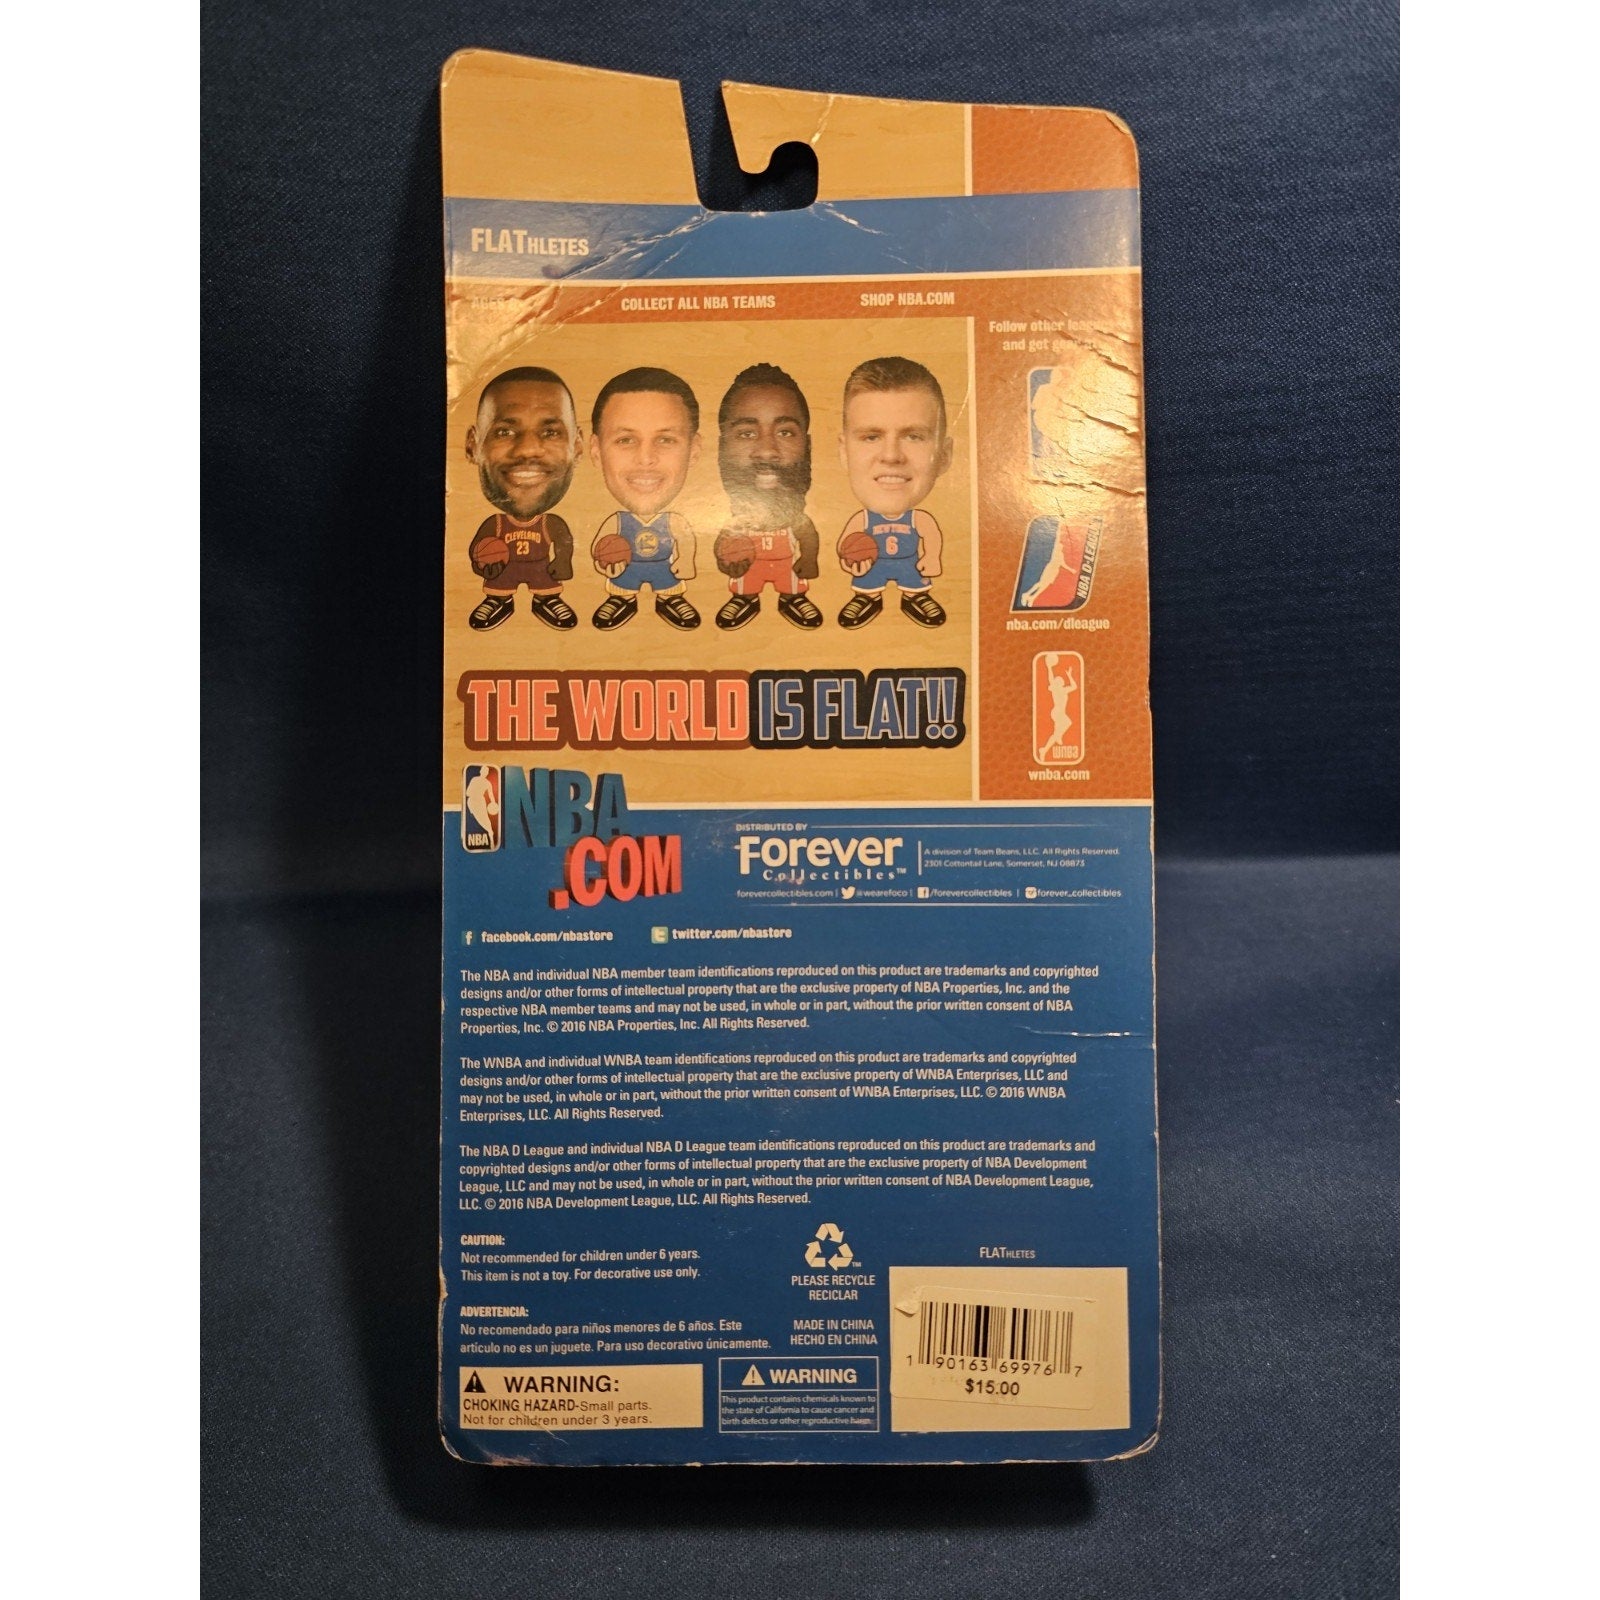 FLATHLETES
COLLECT ALL NBA TEAMS
SHOP NBA.COM
Follow other
and get
CLEVELAND
23
ROCKETS
13
NEW YORK
6
NBA D-LEAGUE
nba.com/dleague
WNBA
wnba.com
THE WORLD IS FLAT!!
NBA
NBA
.COM
DISTRIBUTED BY
Forever
Collectibles™
A division of Team Beans, LLC. All Rights Reserved.
2301 Cottontail Lane, Somerset, NJ 08873
forevercollectibles.com | @wearefoco | /forevercollectibles | forever_collectibles
facebook.com/nbastore
twitter.com/nbastore
The NBA and individual NBA member team identifications reproduced on this product are trademarks and copyrighted
designs and/or other forms of intellectual property that are the exclusive property of NBA Properties, Inc. and the
respective NBA member teams and may not be used, in whole or in part, without the prior written consent of NBA
Properties, Inc. © 2016 NBA Properties, Inc. All Rights Reserved.
The WNBA and individual WNBA team identifications reproduced on this product are trademarks and copyrighted
designs and/or other forms of intellectual property that are the exclusive property of WNBA Enterprises, LLC and
may not be used, in whole or in part, without the prior written consent of WNBA Enterprises, LLC. © 2016 WNBA
Enterprises, LLC. All Rights Reserved.
The NBA D League and individual NBA D League team identifications reproduced on this product are trademarks and
copyrighted designs and/or other forms of intellectual property that are the exclusive property of NBA Development
League, LLC and may not be used, in whole or in part, without the prior written consent of NBA Development League,
LLC. © 2016 NBA Development League, LLC. All Rights Reserved.
CAUTION:
Not recommended for children under 6 years.
This item is not a toy. For decorative use only.
ADVERTENCIA:
No recomendado para niños menores de 6 años. Este
artículo no es un juguete. Para uso decorativo únicamente.
WARNING:
CHOKING HAZARD-Small parts.
Not for children under 3 years.
TM
PLEASE RECYCLE
RECICLAR
MADE IN CHINA
HECHO EN CHINA
WARNING
This product contains chemicals known to
the state of California to cause cancer and
birth defects or other reproductive harm.
FLATHLETES
1 90163 69976 7
$15.00